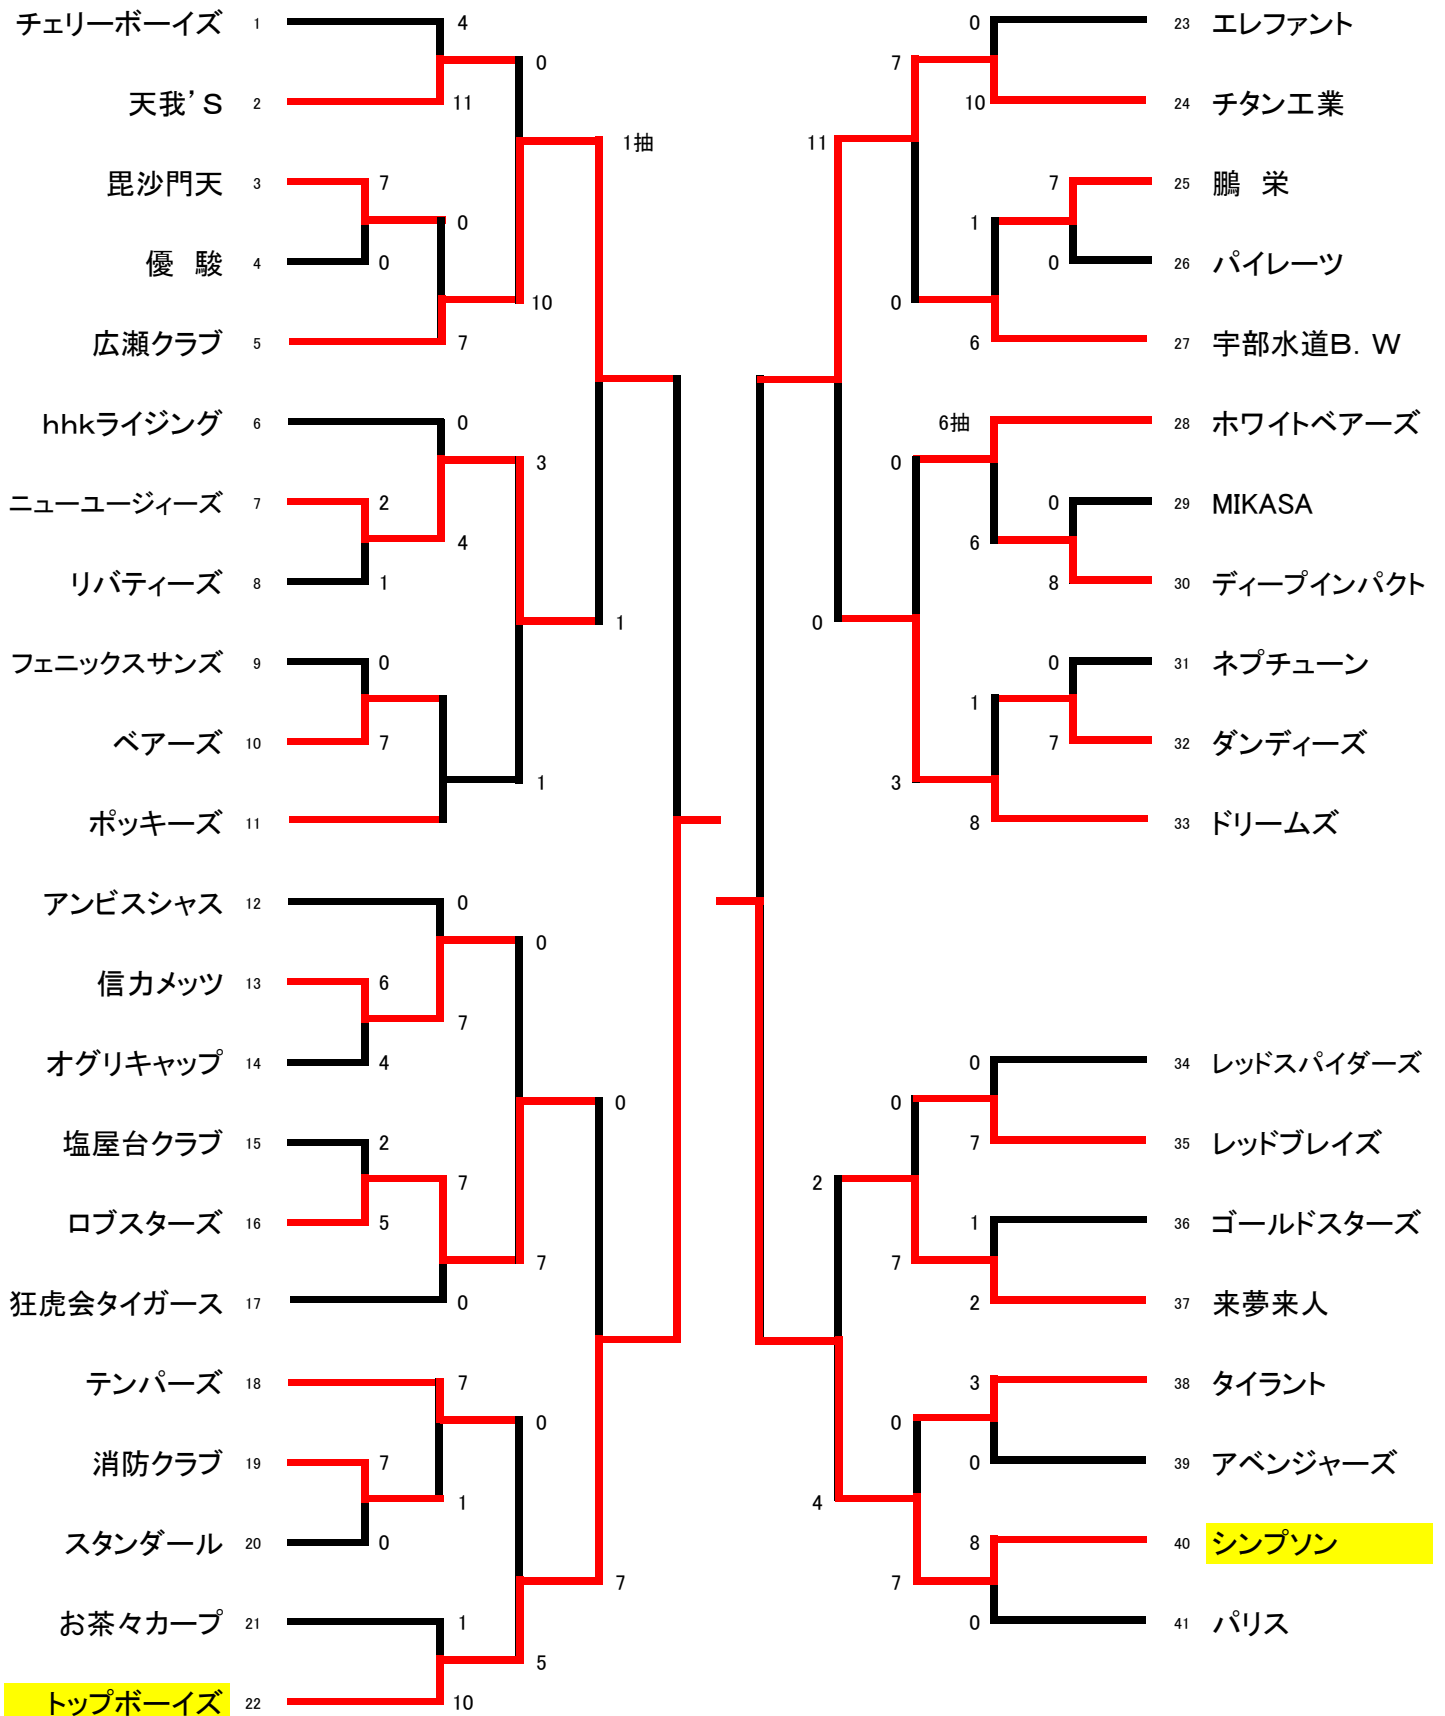 チェリーボーイズ 1 4
0
天我’S 2 11
1抽
毘沙門天 3 7
0
優 駿 4 0
10
広瀬クラブ 5 7
hhkライジング 6 0
3
ニューユージィーズ 7 2
4
リバティーズ 8 1
1
フェニックスサンズ 9 0
ベアーズ 10 7
1
ポッキーズ 11
アンビスシャス 12 0
0
信カメッツ 13 6
7
オグリキャップ 14 4
0
塩屋台クラブ 15 2
7
ロブスターズ 16 5
7
狂虎会タイガース 17 0
テンパーズ 18 7
0
消防クラブ 19 7
1
スタンダール 20 0
7
お茶々カープ 21 1
5
トップボーイズ 22 10
0 23 エレファント
7
10 24 チタン工業
11
7 25 鵬 栄
1
0 26 パイレーツ
0
6 27 宇部水道B.W
6抽 28 ホワイトベアーズ
0
0 29 MIKASA
6
8 30 ディープインパクト
0
0 31 ネプチューン
1
7 32 ダンディーズ
3
8 33 ドリームズ
0 34 レッドスパイダーズ
0
7 35 レッドブレイズ
2
1 36 ゴールドスターズ
7
2 37 来夢来人
3 38 タイラント
0
0 39 アベンジャーズ
4
8 40 シンプソン
7
0 41 パリス